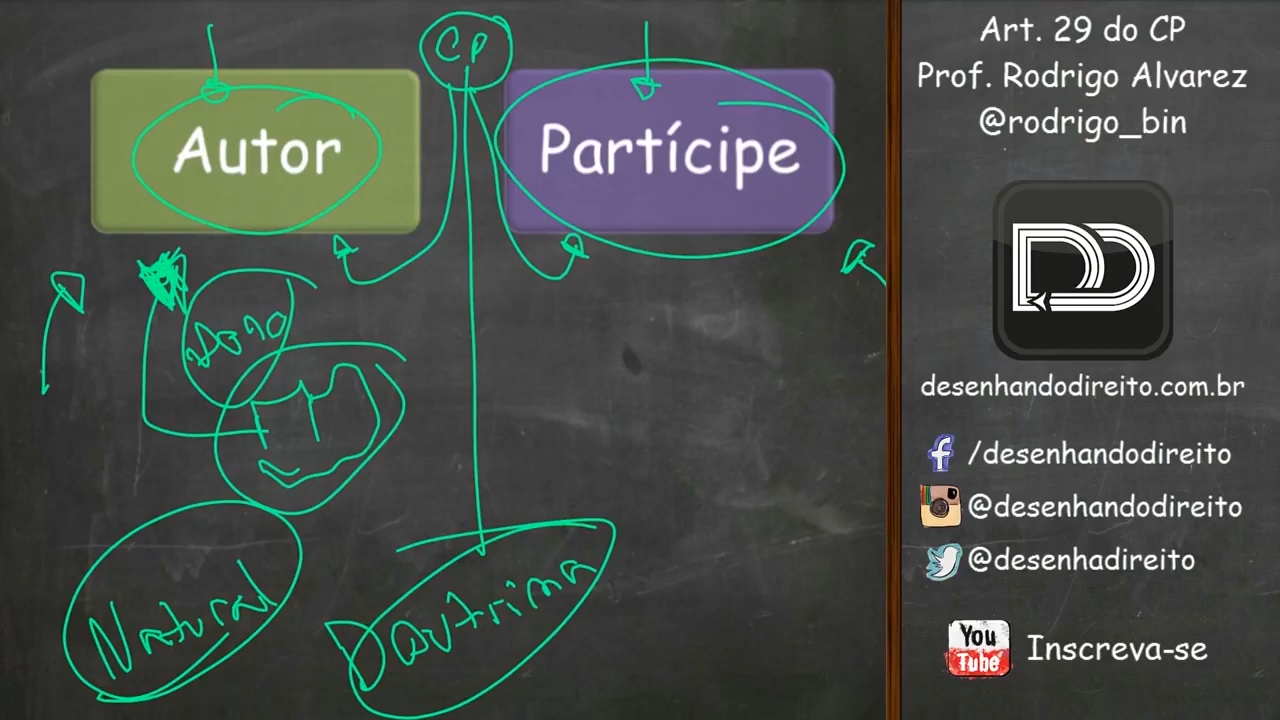 CP
Autor
Partícipe
Natural
Doutrina
Art. 29 do CP
Prof. Rodrigo Alvarez
@rodrigo_bin
DD
desenhandodireito.com.br
/desenhandodireito
@desenhandodireito
@desenhadireito
You
Tube
Inscreva-se